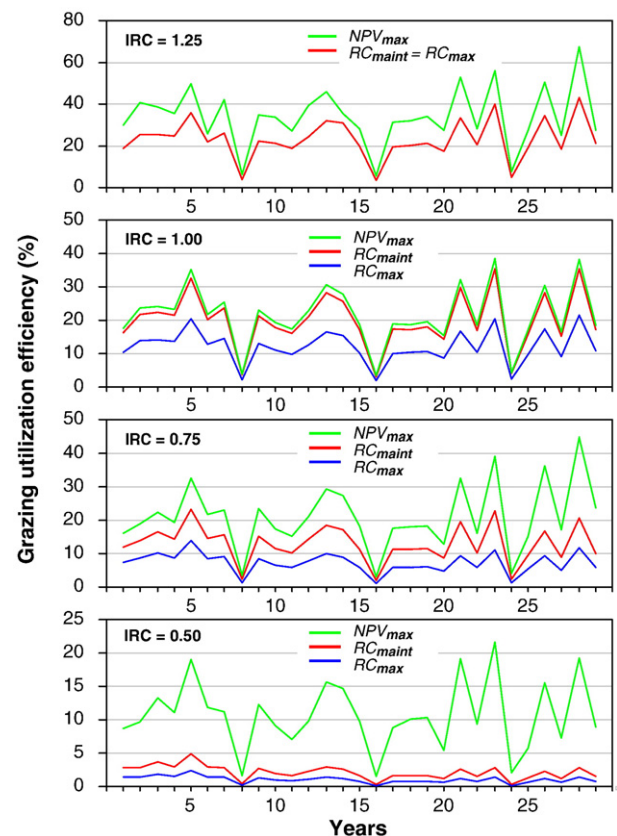 Grazing utilization efficiency (%)
IRC = 1.25
NPVmax
RCmaint = RCmax
80
60
40
20
0
5 10 15 20 25
IRC = 1.00
NPVmax
RCmaint
RCmax
50
40
30
20
10
0
5 10 15 20 25
IRC = 0.75
NPVmax
RCmaint
RCmax
50
40
30
20
10
0
5 10 15 20 25
IRC = 0.50
NPVmax
RCmaint
RCmax
25
20
15
10
5
0
5 10 15 20 25
Years